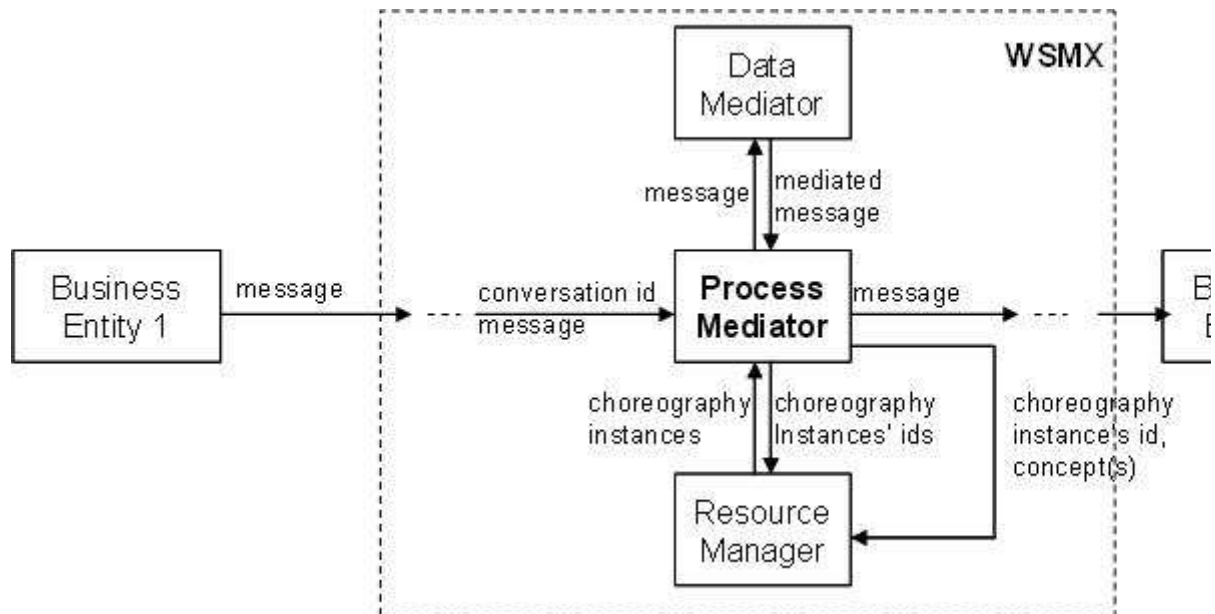 WSMX
Data
Mediator
message
mediated
message
Business
Entity 1
message
conversation id
message
Process
Mediator
message
B
E
choreography
instances
choreography
Instances' ids
choreography
instance's id,
concept(s)
Resource
Manager